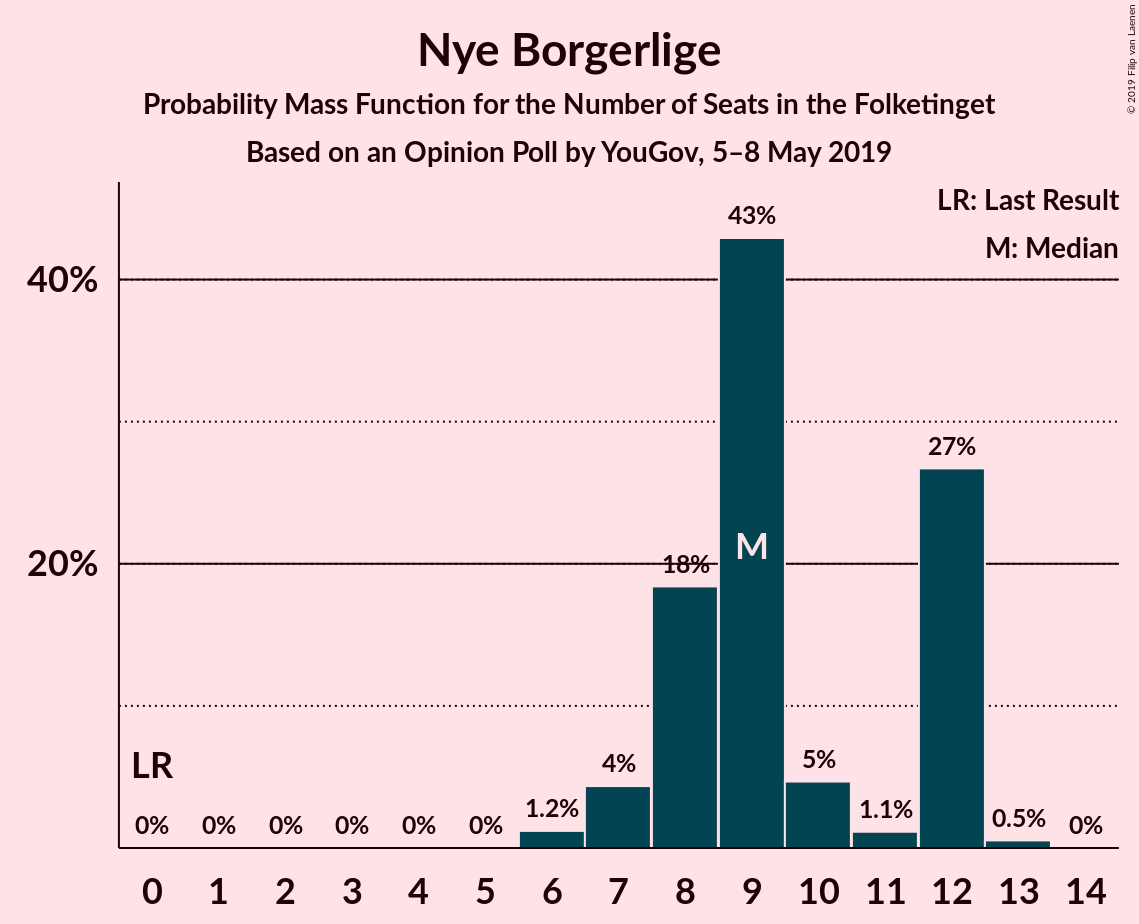 Nye Borgerlige
Probability Mass Function for the Number of Seats in the Folketinget
Based on an Opinion Poll by YouGov, 5–8 May 2019
© 2019 Filip van Laenen
LR: Last Result
M: Median
43%
40%
27%
M
20%
18%
LR
4%
5%
0% 0% 0% 0% 0% 0% 1.2% 1.1% 0.5% 0%
0 1 2 3 4 5 6 7 8 9 10 11 12 13 14